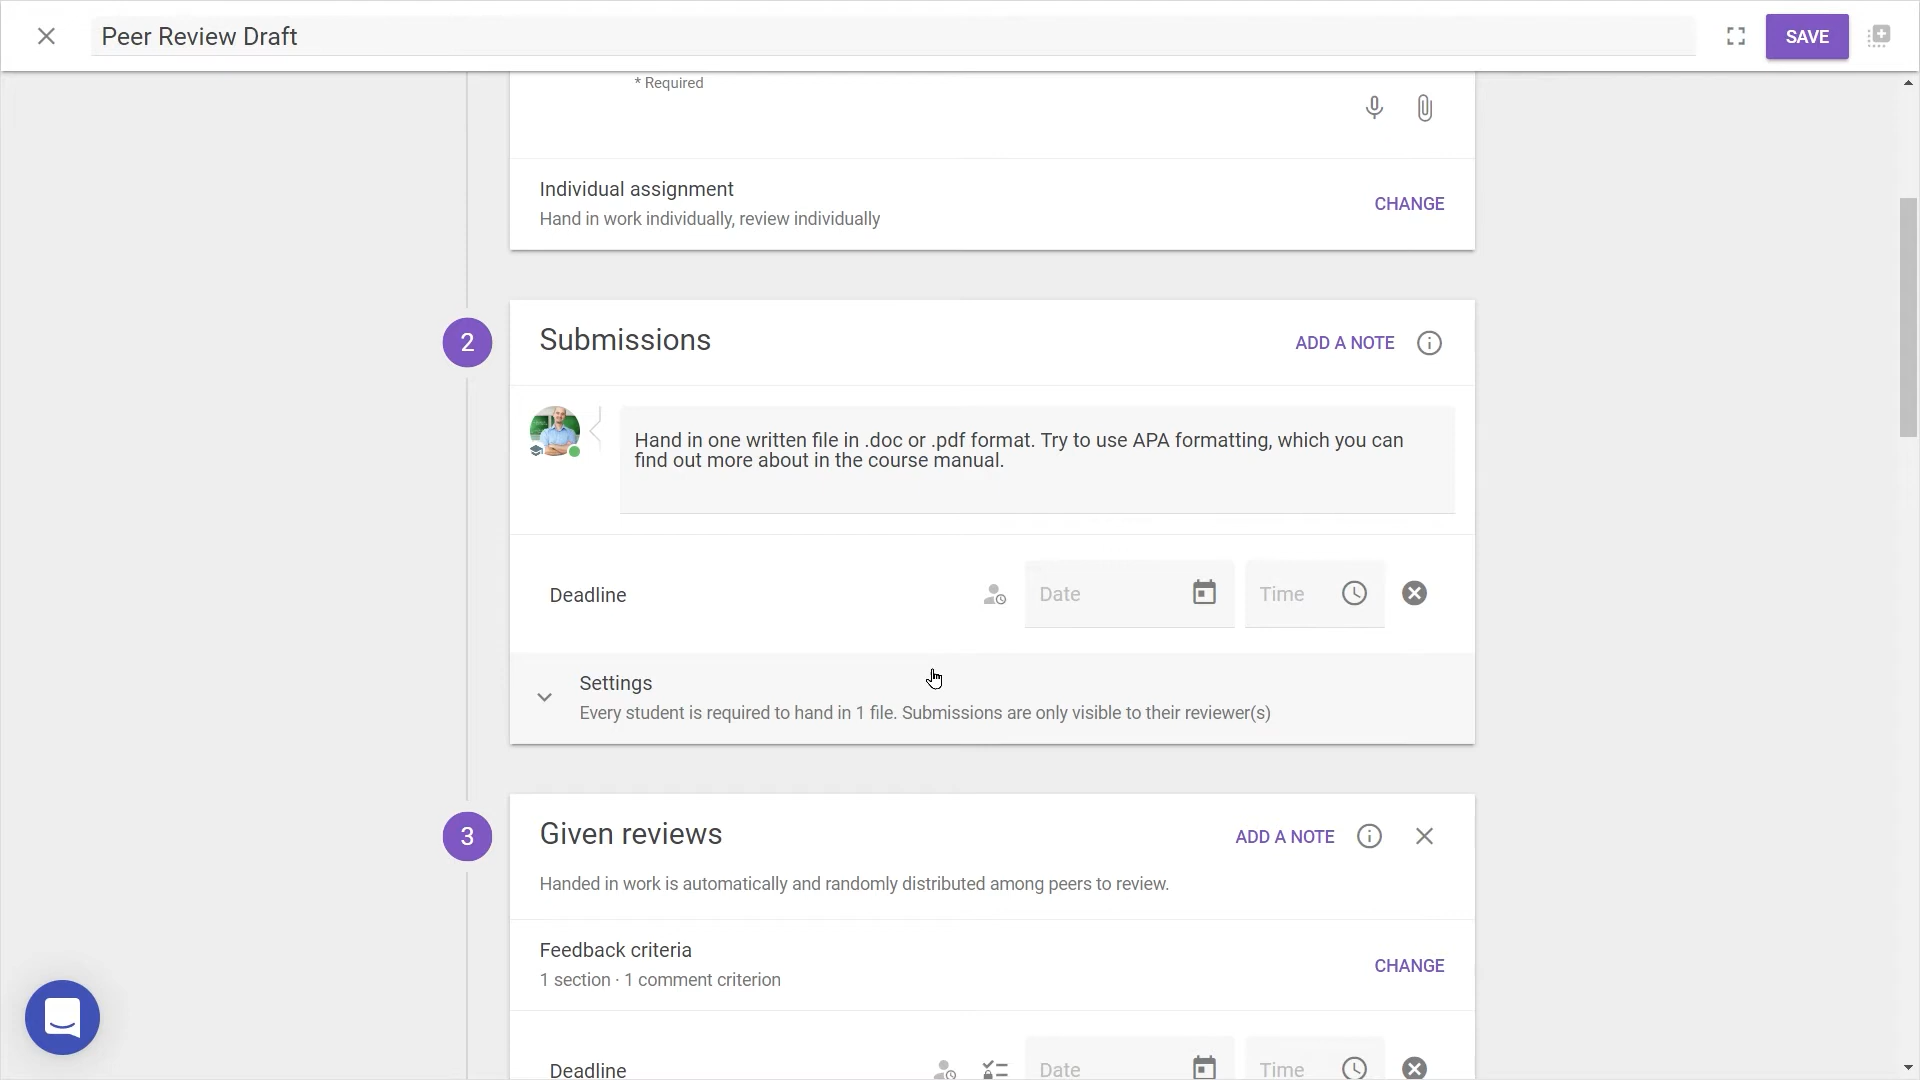 Peer Review Draft
SAVE
* Required
Individual assignment
Hand in work individually, review individually
CHANGE
2
Submissions
ADD A NOTE
Hand in one written file in .doc or .pdf format. Try to use APA formatting, which you can
find out more about in the course manual.
Deadline
Date
Time
Settings
Every student is required to hand in 1 file. Submissions are only visible to their reviewer(s)
3
Given reviews
ADD A NOTE
Handed in work is automatically and randomly distributed among peers to review.
Feedback criteria
1 section · 1 comment criterion
CHANGE
Deadline
Date
Time